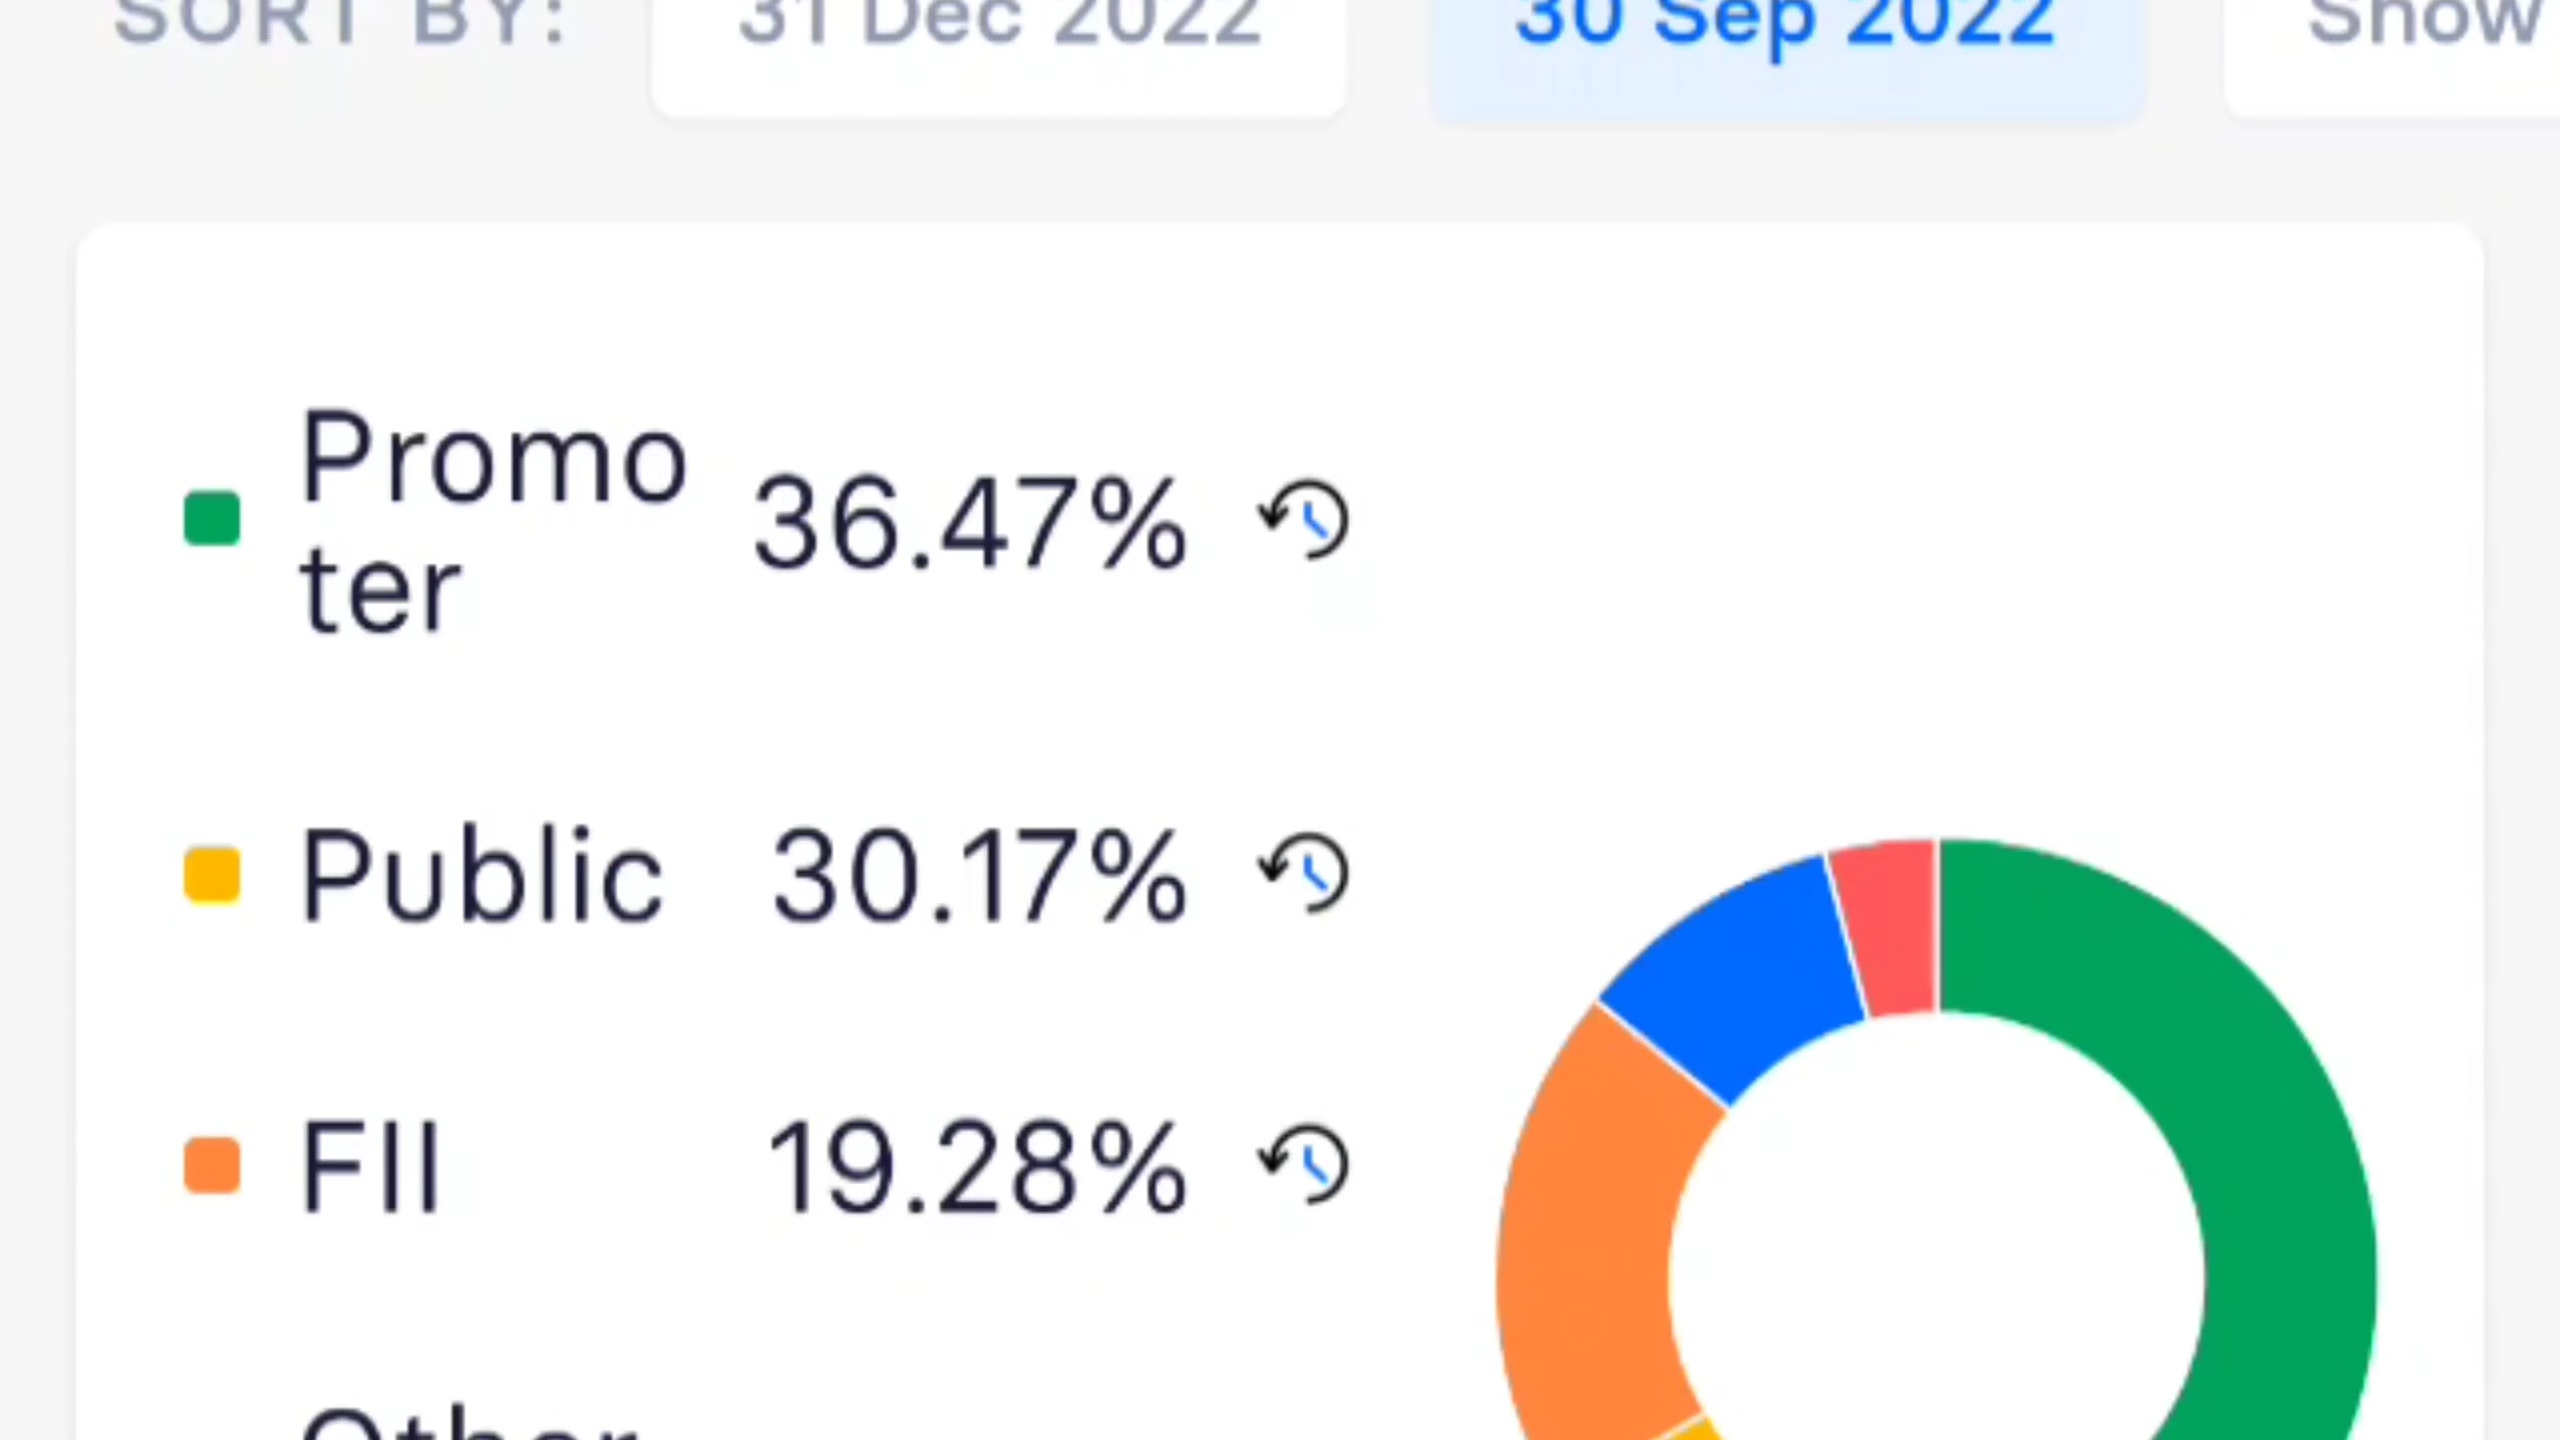 SORT BY: 31 Dec 2022 30 Sep 2022 Show
Promo
ter 36.47%
Public 30.17%
FII 19.28%
Other